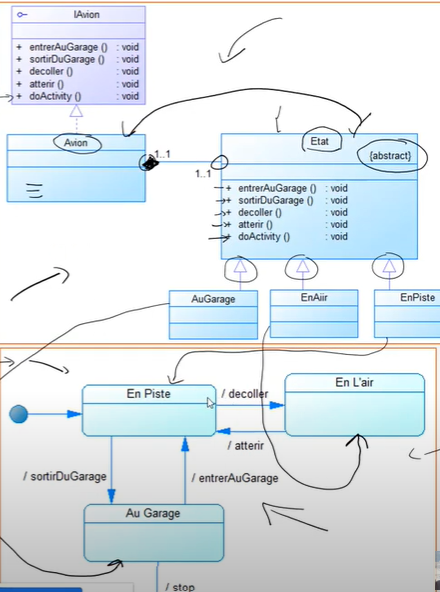 IAvion
+ entrerAuGarage () : void
+ sortirDuGarage () : void
+ decoller () : void
+ atterir () : void
+ doActivity () : void
Avion
1..1
1..1
Etat
{abstract}
+ entrerAuGarage () : void
+ sortirDuGarage () : void
+ decoller () : void
+ atterir () : void
+ doActivity () : void
AuGarage
EnAiir
EnPiste
En Piste
/ decoller
En L'air
/ atterir
/ sortirDuGarage
/ entrerAuGarage
Au Garage
/ stop